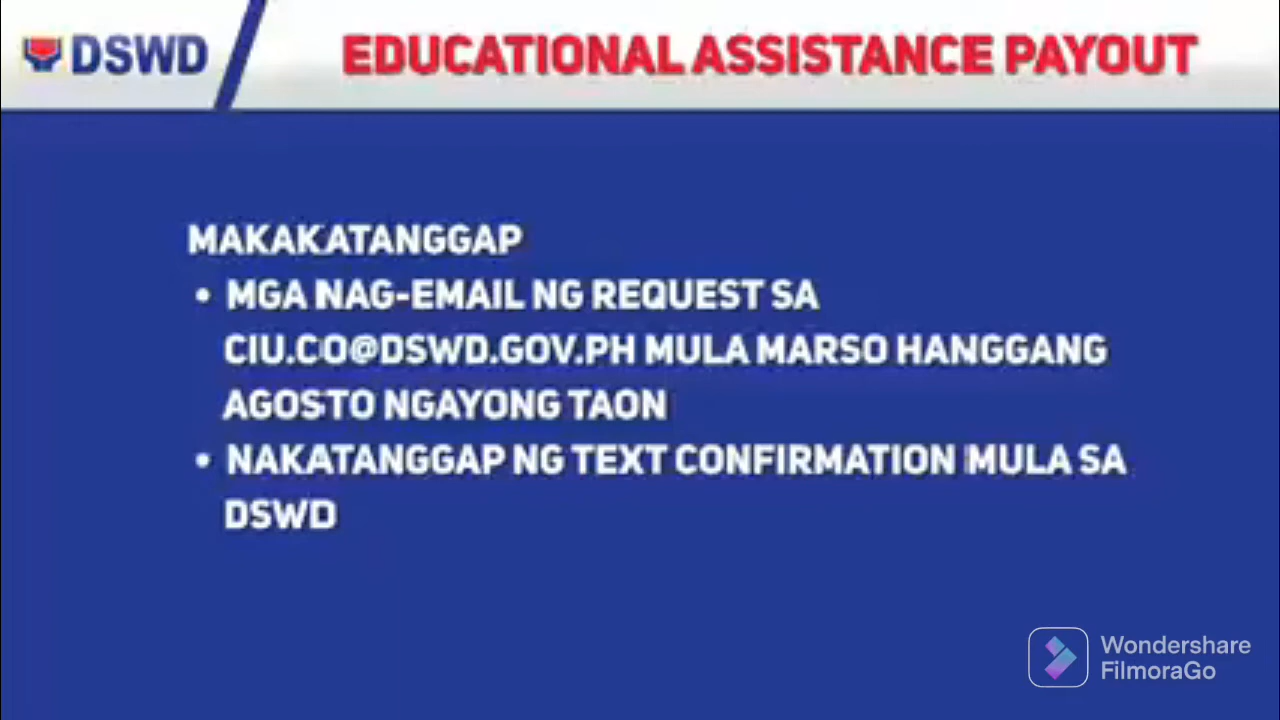 DSWD
EDUCATIONAL ASSISTANCE PAYOUT
MAKAKATANGGAP
• MGA NAG-EMAIL NG REQUEST SA
CIU.CO@DSWD.GOV.PH MULA MARSO HANGGANG
AGOSTO NGAYONG TAON
• NAKATANGGAP NG TEXT CONFIRMATION MULA SA
DSWD
Wondershare
FilmoraGo